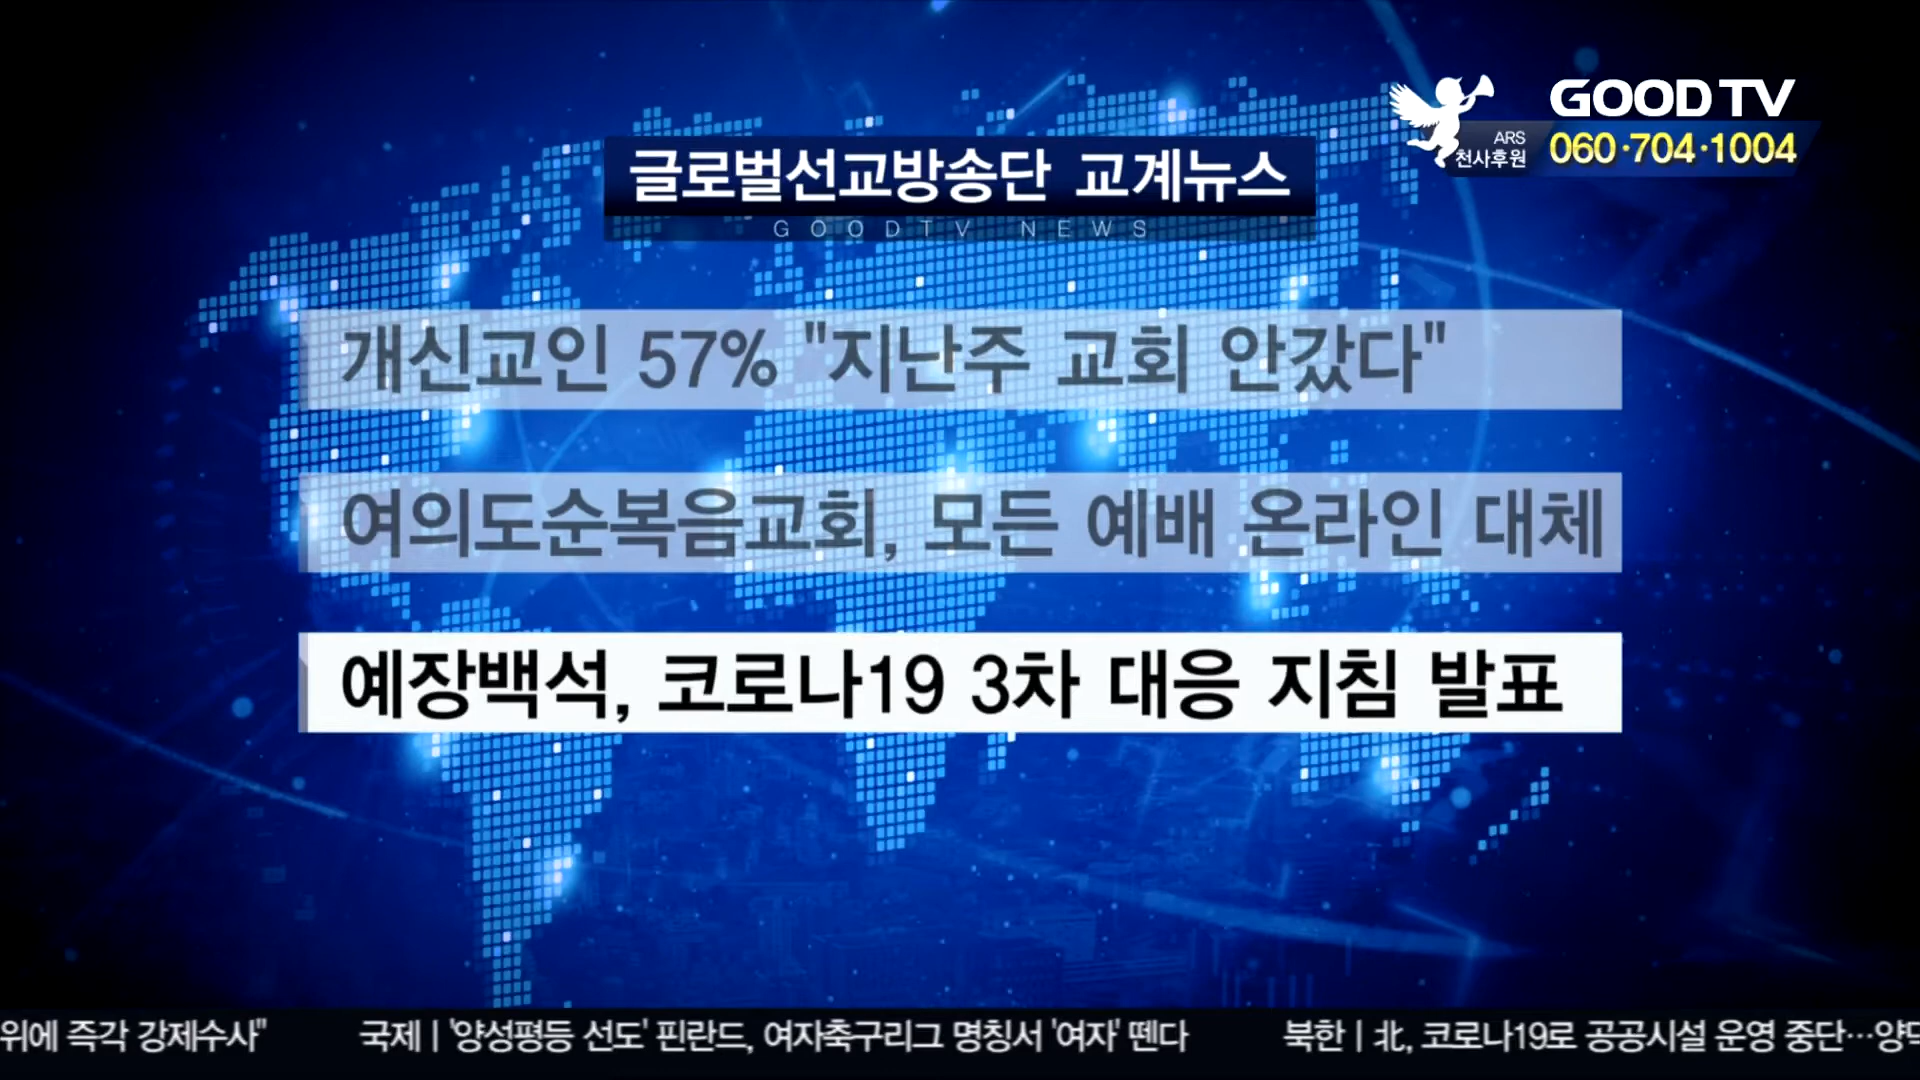 GOOD TV
ARS
천사후원 060·704·1004
글로벌선교방송단 교계뉴스
GOODTV NEWS
개신교인 57% "지난주 교회 안갔다"
여의도순복음교회, 모든 예배 온라인 대체
예장백석, 코로나19 3차 대응 지침 발표
위에 즉각 강제수사" 국제 | '양성평등 선도' 핀란드, 여자축구리그 명칭서 '여자' 뗀다 북한 | 北, 코로나19로 공공시설 운영 중단…